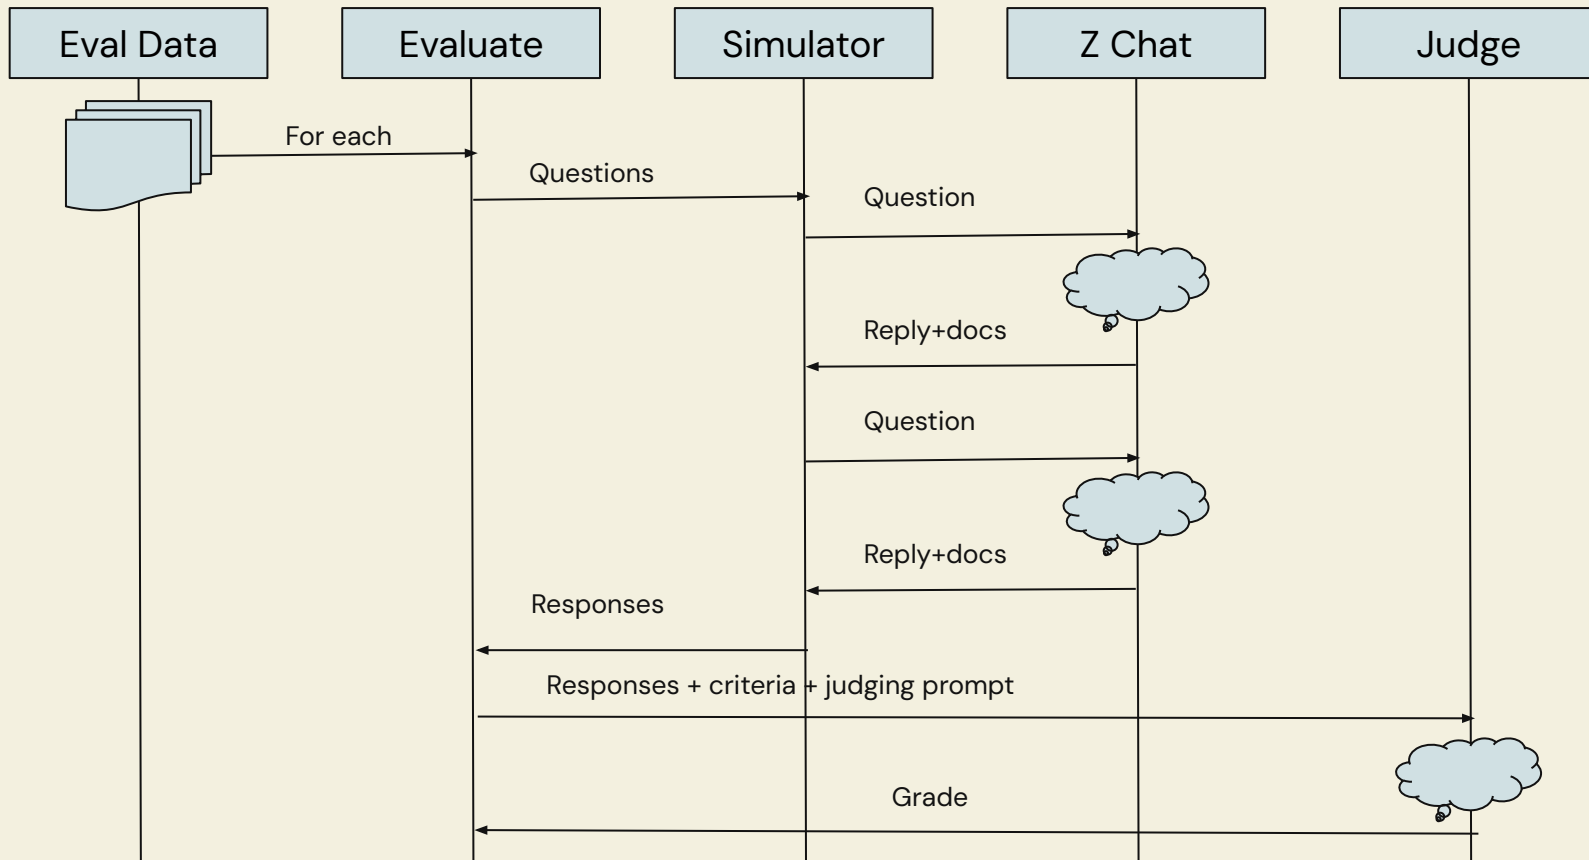 Eval Data
Evaluate
Simulator
Z Chat
Judge
For each
Questions
Question
Reply+docs
Question
Reply+docs
Responses
Responses + criteria + judging prompt
Grade